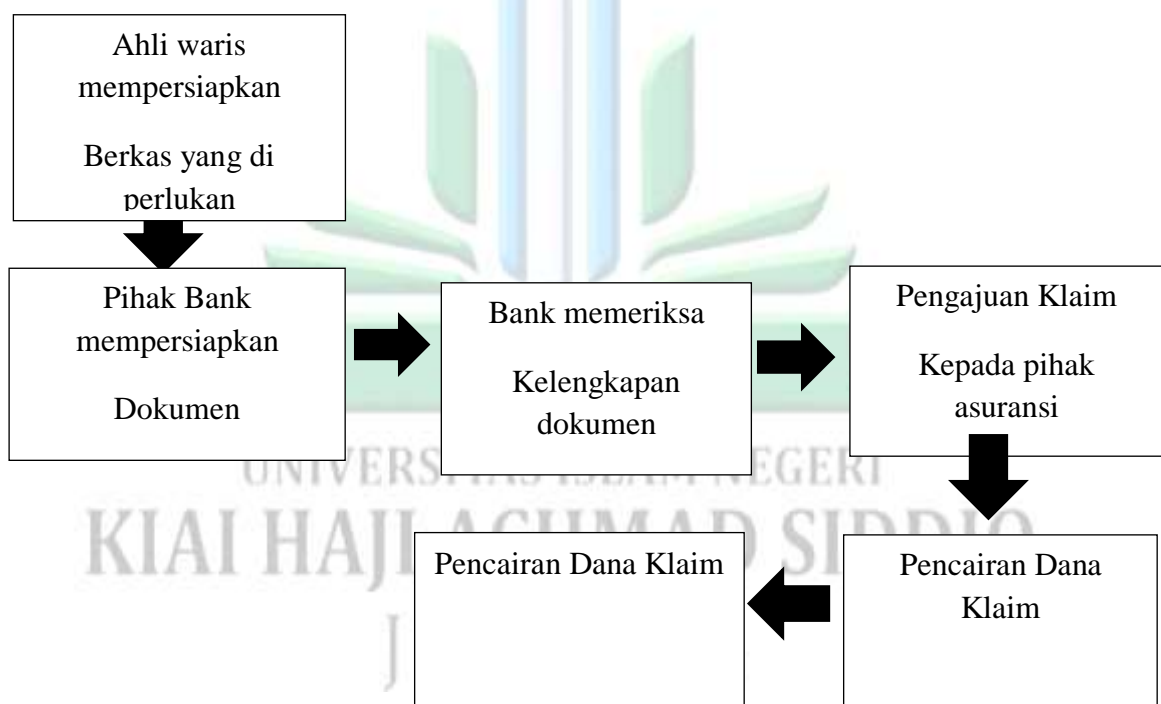 Ahli waris
mempersiapkan
Berkas yang di
perlukan
Pihak Bank
mempersiapkan
Dokumen
Bank memeriksa
Kelengkapan
dokumen
Pengajuan Klaim
Kepada pihak
asuransi
Pencairan Dana
Klaim
Pencairan Dana Klaim
UNIVERSITAS ISLAM NEGERI
KIAI HAJI ACHMAD SIDDIQ
J